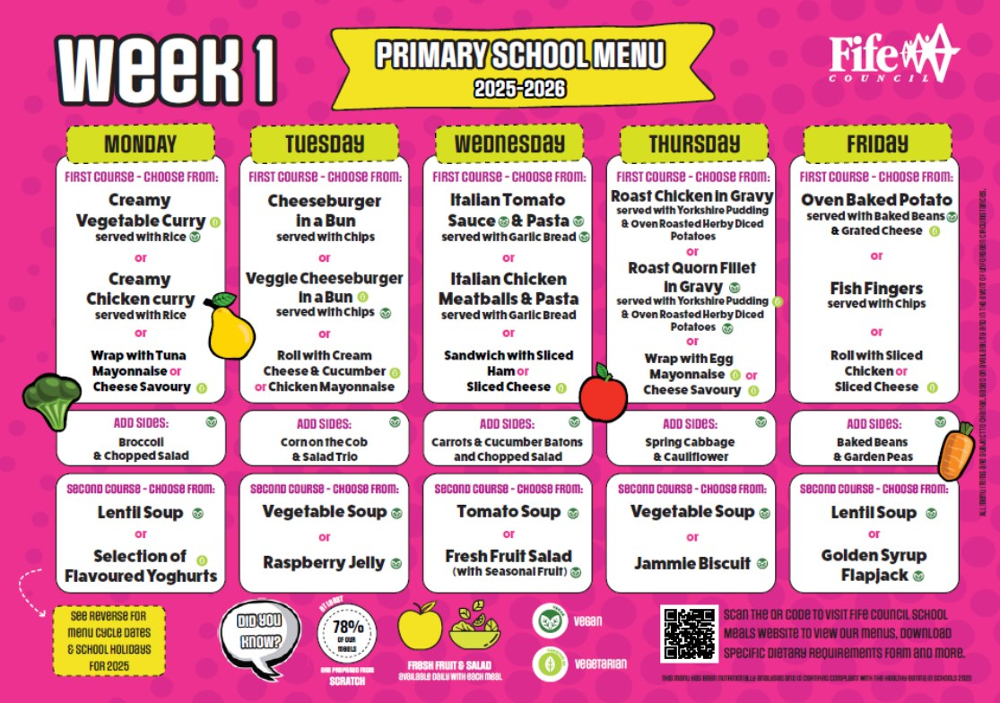 Week 1
PRIMARY SCHOOL MENU
2025-2026
Fife
COUNCIL
MONDAY
FIRST COURSE - CHOOSE FROM:
Creamy
Vegetable Curry
served with Rice
or
Creamy
Chicken curry
served with Rice
or
Wrap with Tuna
Mayonnaise or
Cheese Savoury
ADD SIDES:
Broccoli
& Chopped Salad
SECOND COURSE - CHOOSE FROM:
Lentil Soup
or
Selection of
Flavoured Yoghurts
TUESDAY
FIRST COURSE - CHOOSE FROM:
Cheeseburger
in a Bun
served with Chips
or
Veggie Cheeseburger
in a Bun
served with Chips
or
Roll with Cream
Cheese & Cucumber
or Chicken Mayonnaise
ADD SIDES:
Corn on the Cob
& Salad Trio
SECOND COURSE - CHOOSE FROM:
Vegetable Soup
or
Raspberry Jelly
WEDNESDAY
FIRST COURSE - CHOOSE FROM:
Italian Tomato
Sauce & Pasta
served with Garlic Bread
or
Italian Chicken
Meatballs & Pasta
served with Garlic Bread
or
Sandwich with Sliced
Ham or
Sliced Cheese
ADD SIDES:
Carrots & Cucumber Batons
and Chopped Salad
SECOND COURSE - CHOOSE FROM:
Tomato Soup
or
Fresh Fruit Salad
(with Seasonal Fruit)
THURSDAY
FIRST COURSE - CHOOSE FROM:
Roast Chicken in Gravy
served with Yorkshire Pudding
& Oven Roasted Herby Diced
Potatoes
or
Roast Quorn Fillet
in Gravy
served with Yorkshire Pudding
& Oven Roasted Herby Diced
Potatoes
or
Wrap with Egg
Mayonnaise or
Cheese Savoury
ADD SIDES:
Spring Cabbage
& Cauliflower
SECOND COURSE - CHOOSE FROM:
Vegetable Soup
or
Jammie Biscuit
FRIDAY
FIRST COURSE - CHOOSE FROM:
Oven Baked Potato
served with Baked Beans
& Grated Cheese
or
Fish Fingers
served with Chips
or
Roll with Sliced
Chicken or
Sliced Cheese
ADD SIDES:
Baked Beans
& Garden Peas
SECOND COURSE - CHOOSE FROM:
Lentil Soup
or
Golden Syrup
Flapjack
ALL MENU ITEMS ARE SUBJECT TO CHANGE, BASED ON AVAILABILITY AND IN THE EVENT OF UNFORESEEN CIRCUMSTANCES.
SEE REVERSE FOR
MENU CYCLE DATES
& SCHOOL HOLIDAYS
FOR 2025
DID YOU
KNOW?
AT LEAST
78%
OF OUR
MEALS
ARE PREPARED FROM
SCRATCH
FRESH FRUIT & SALAD
AVAILABLE DAILY WITH EACH MEAL
VEGAN
VEGETARIAN
SCAN THE QR CODE TO VISIT FIFE COUNCIL SCHOOL
MEALS WEBSITE TO VIEW OUR MENUS, DOWNLOAD
SPECIFIC DIETARY REQUIREMENTS FORM AND MORE.
THIS MENU HAS BEEN NUTRITIONALLY ANALYSED AND IS CERTIFIED COMPLIANT WITH THE HEALTHY EATING IN SCHOOLS 2020